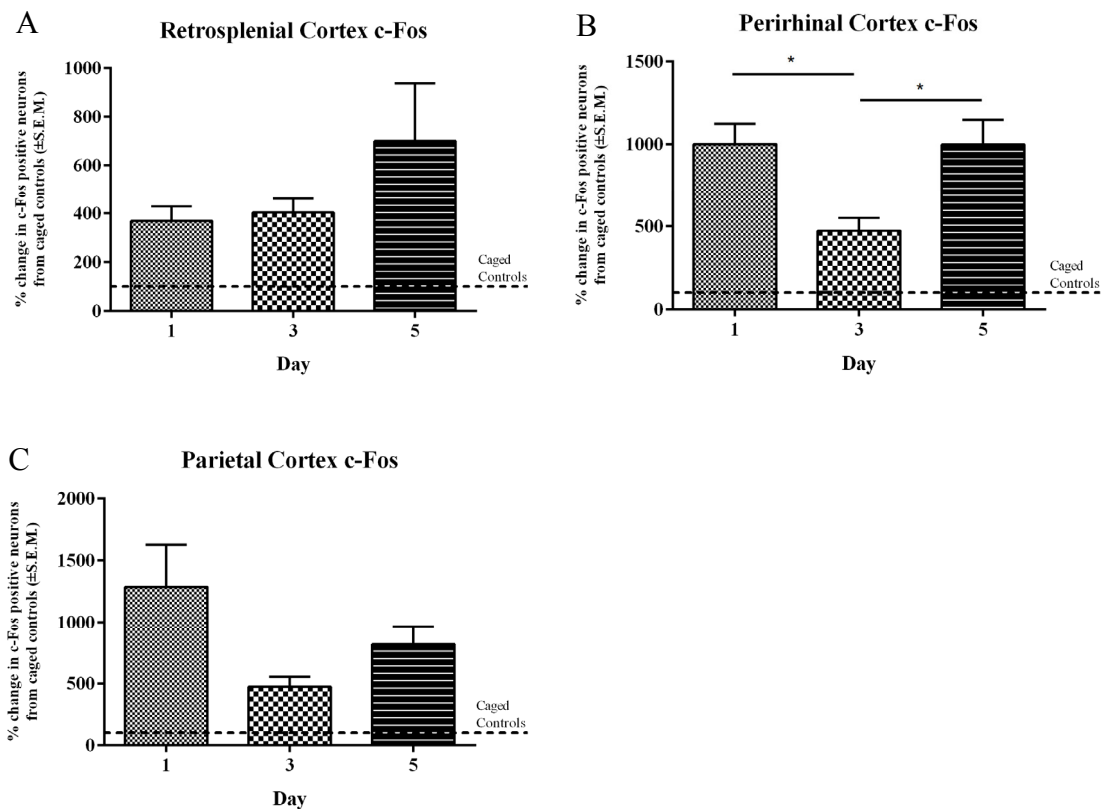 A
Retrosplenial Cortex c-Fos
% change in c-Fos positive neurons
from caged controls (±S.E.M.)
1000
800
600
400
200
0
Caged
Controls
1 3 5
Day
B
Perirhinal Cortex c-Fos
% change in c-Fos positive neurons
from caged controls (±S.E.M.)
1500
1000
500
0
*
*
Caged
Controls
1 3 5
Day
C
Parietal Cortex c-Fos
% change in c-Fos positive neurons
from caged controls (±S.E.M.)
2000
1500
1000
500
0
Caged
Controls
1 3 5
Day